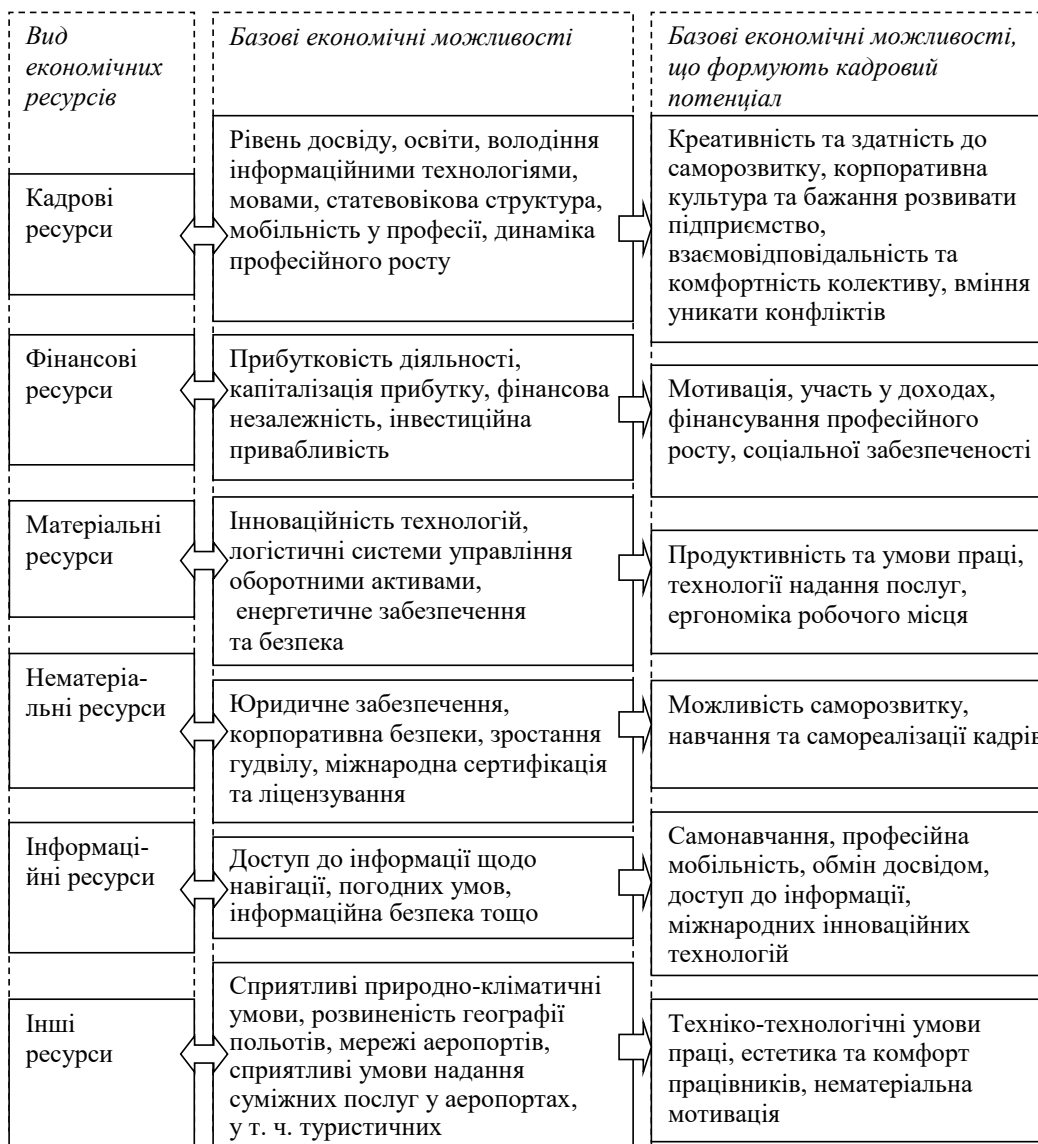 Вид
економічних
ресурсів
Базові економічні можливості
Базові економічні можливості,
що формують кадровий
потенціал
Кадрові
ресурси
Рівень досвіду, освіти, володіння
інформаційними технологіями,
мовами, статевовікова структура,
мобільність у професії, динаміка
професійного росту
Креативність та здатність до
саморозвитку, корпоративна
культура та бажання розвивати
підприємство,
взаємовідповідальність та
комфортність колективу, вміння
уникати конфліктів
Фінансові
ресурси
Прибутковість діяльності,
капіталізація прибутку, фінансова
незалежність, інвестиційна
привабливість
Мотивація, участь у доходах,
фінансування професійного
росту, соціальної забезпеченості
Матеріальні
ресурси
Інноваційність технологій,
логістичні системи управління
оборотними активами,
енергетичне забезпечення
та безпека
Продуктивність та умови праці,
технології надання послуг,
ергономіка робочого місця
Нематеріа-
льні ресурси
Юридичне забезпечення,
корпоративна безпеки, зростання
гудвілу, міжнародна сертифікація
та ліцензування
Можливість саморозвитку,
навчання та самореалізації кадрів
Інформаці-
йні ресурси
Доступ до інформації щодо
навігації, погодних умов,
інформаційна безпека тощо
Самонавчання, професійна
мобільність, обмін досвідом,
доступ до інформації,
міжнародних інноваційних
технологій
Інші
ресурси
Сприятливі природно-кліматичні
умови, розвиненість географії
польотів, мережі аеропортів,
сприятливі умови надання
суміжних послуг у аеропортах,
у т. ч. туристичних
Техніко-технологічні умови
праці, естетика та комфорт
працівників, нематеріальна
мотивація